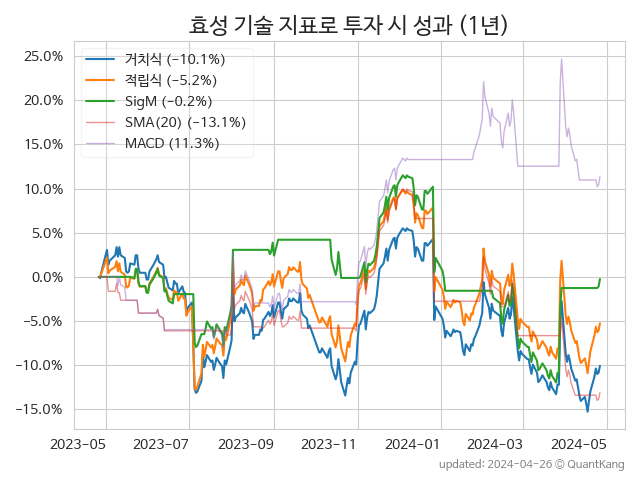 효성 기술 지표로 투자 시 성과 (1년)
25.0%
20.0%
15.0%
10.0%
5.0%
0.0%
−5.0%
−10.0%
−15.0%
거치식 (−10.1%)
적립식 (−5.2%)
SigM (−0.2%)
SMA(20) (−13.1%)
MACD (11.3%)
2023-05 2023-07 2023-09 2023-11 2024-01 2024-03 2024-05
updated: 2024-04-26 © QuantKang